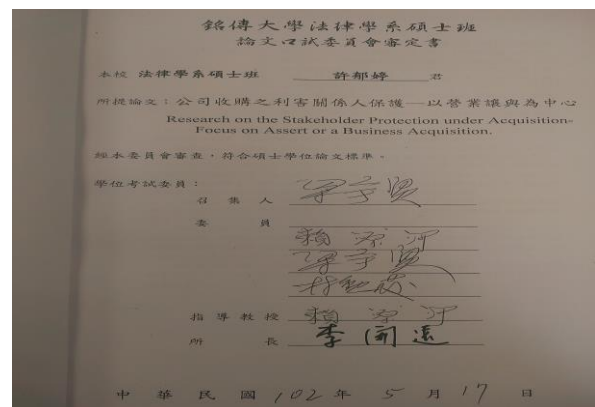 銘傳大學法律學系碩士班
論文口試委員會審定書
本校 法律學系碩士班 許郁婷 君
所提論文：公司收購之利害關係人保護—以營業讓與為中心
Research on the Stakeholder Protection under Acquisition-
Focus on Assert or a Business Acquisition.
經本委員會審查，符合碩士學位論文標準。
學位考試委員：
召集人
委員
指導教授
所長 李開遠
中華民國 102 年 5 月 17 日